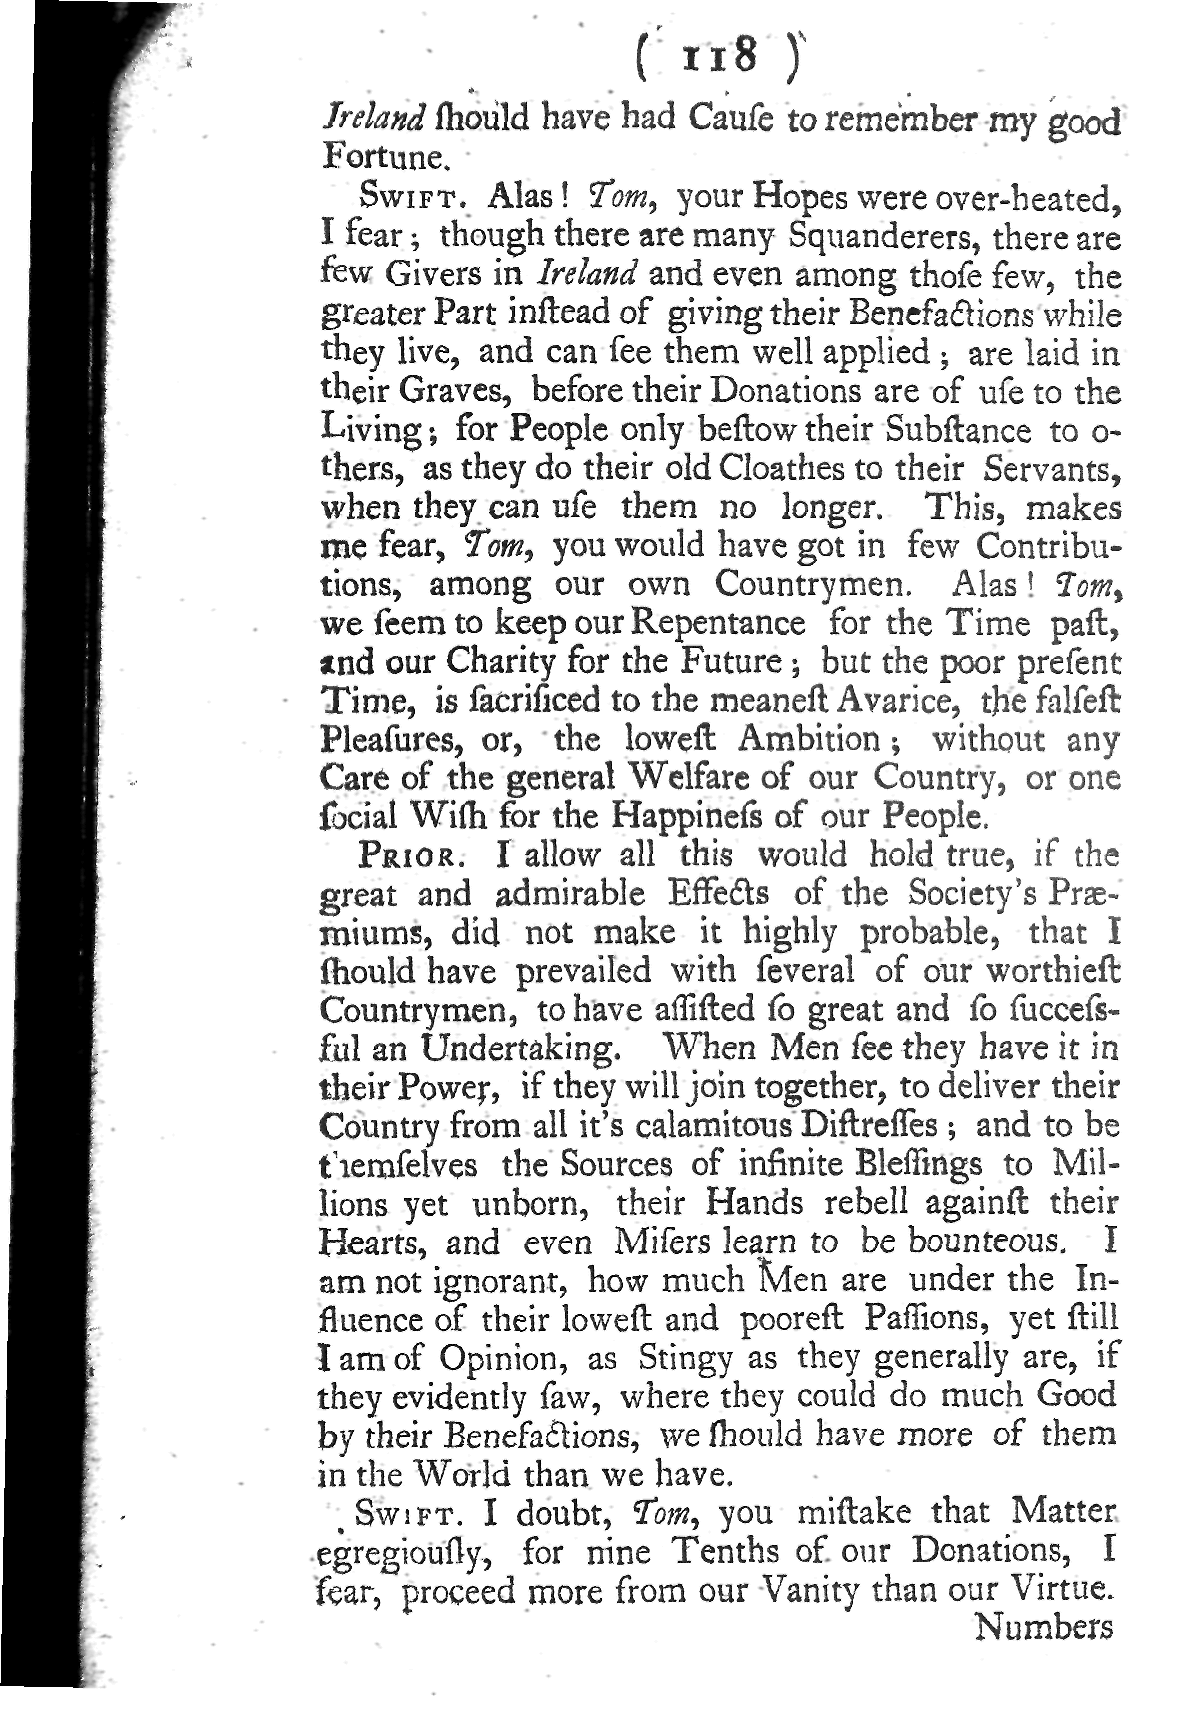 ( 118 )
Ireland ſhould have had Cauſe to remember my good
Fortune.
SWIFT. Alas! Tom, your Hopes were over-heated,
I fear; though there are many Squanderers, there are
few Givers in Ireland and even among thoſe few, the
greater Part inſtead of giving their Benefactions while
they live, and can ſee them well applied; are laid in
their Graves, before their Donations are of uſe to the
Living; for People only beſtow their Subſtance to o-
thers, as they do their old Cloathes to their Servants,
when they can uſe them no longer. This, makes
me fear, Tom, you would have got in few Contribu-
tions, among our own Countrymen. Alas! Tom,
we ſeem to keep our Repentance for the Time paſt,
and our Charity for the Future; but the poor preſent
Time, is ſacrificed to the meaneſt Avarice, the falſeſt
Pleaſures, or, the loweſt Ambition; without any
Care of the general Welfare of our Country, or one
ſocial Wiſh for the Happineſs of our People.
PRIOR. I allow all this would hold true, if the
great and admirable Effects of the Society's Præ-
miums, did not make it highly probable, that I
ſhould have prevailed with ſeveral of our worthieſt
Countrymen, to have aſſiſted ſo great and ſo ſucceſs-
ful an Undertaking. When Men ſee they have it in
their Power, if they will join together, to deliver their
Country from all it's calamitous Diſtreſſes; and to be
themſelves the Sources of infinite Bleſſings to Mil-
lions yet unborn, their Hands rebell againſt their
Hearts, and even Miſers learn to be bounteous. I
am not ignorant, how much Men are under the In-
fluence of their loweſt and pooreſt Paſſions, yet ſtill
I am of Opinion, as Stingy as they generally are, if
they evidently ſaw, where they could do much Good
by their Benefactions, we ſhould have more of them
in the World than we have.
SWIFT. I doubt, Tom, you miſtake that Matter
egregiouſly, for nine Tenths of our Donations, I
fear, proceed more from our Vanity than our Virtue.
Numbers